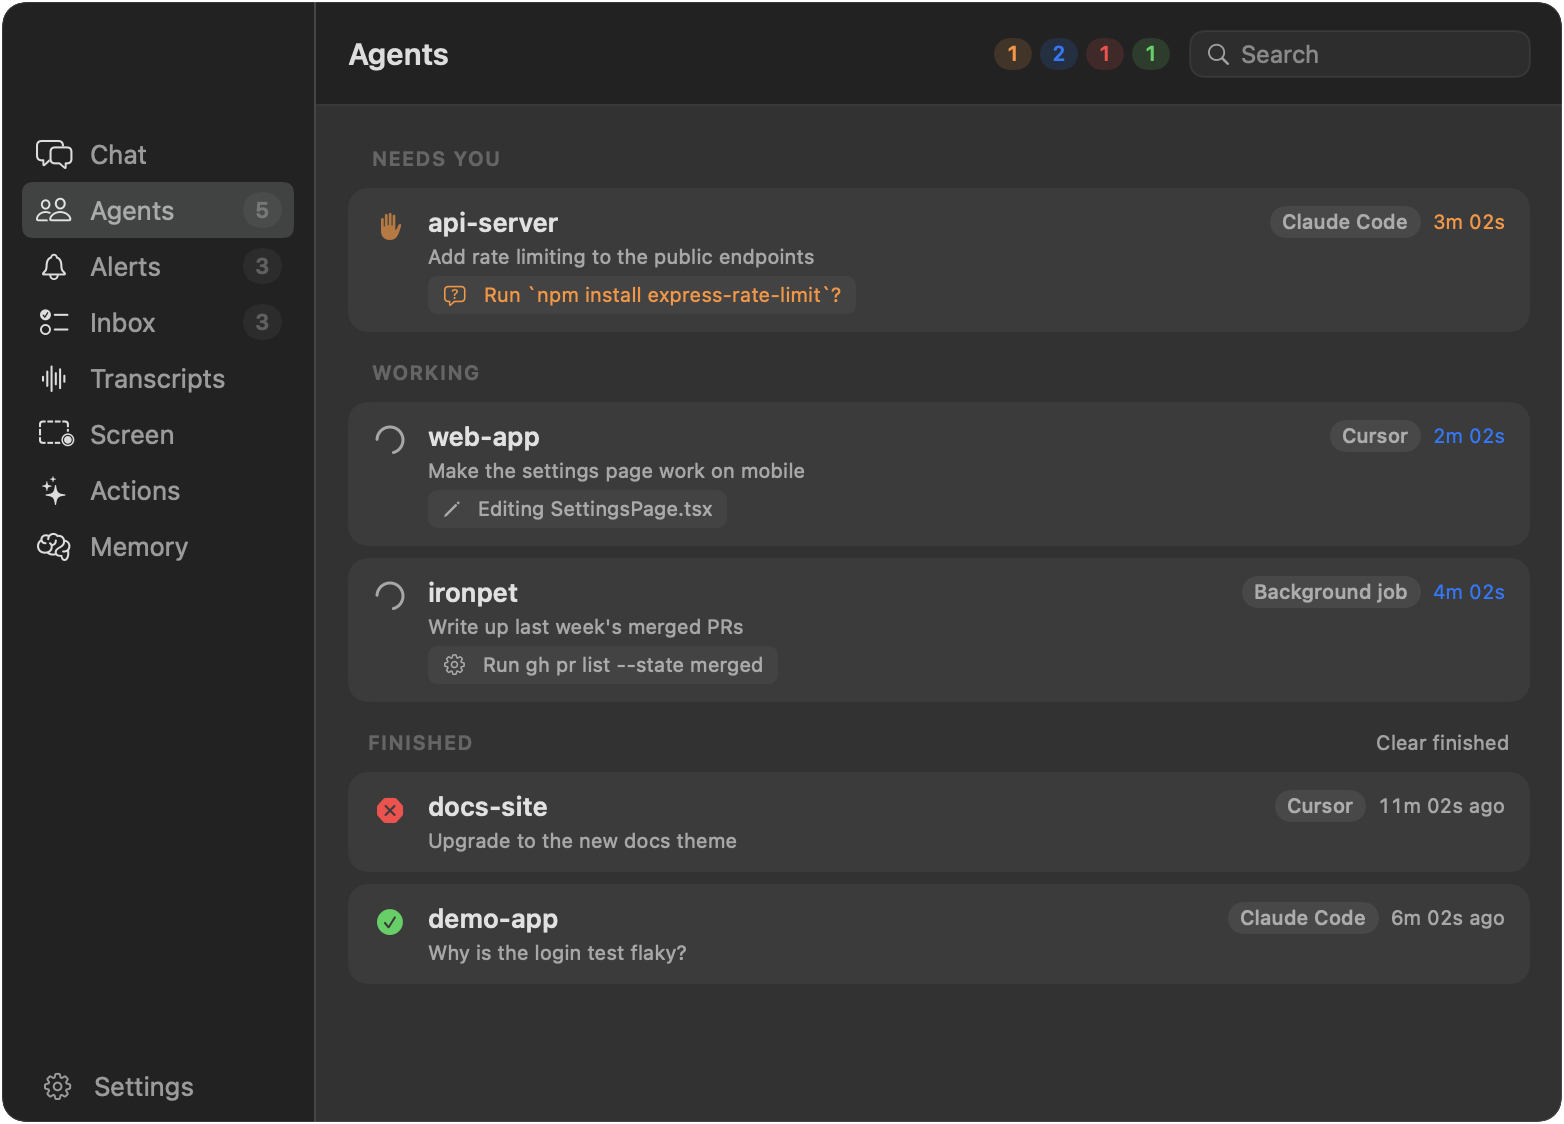 Agents
1 2 1 1
Search
Chat
Agents 5
Alerts 3
Inbox 3
Transcripts
Screen
Actions
Memory
Settings
NEEDS YOU
api-server
Claude Code 3m 02s
Add rate limiting to the public endpoints
Run `npm install express-rate-limit`?
WORKING
web-app
Cursor 2m 02s
Make the settings page work on mobile
Editing SettingsPage.tsx
ironpet
Background job 4m 02s
Write up last week's merged PRs
Run gh pr list --state merged
FINISHED
Clear finished
docs-site
Cursor 11m 02s ago
Upgrade to the new docs theme
demo-app
Claude Code 6m 02s ago
Why is the login test flaky?